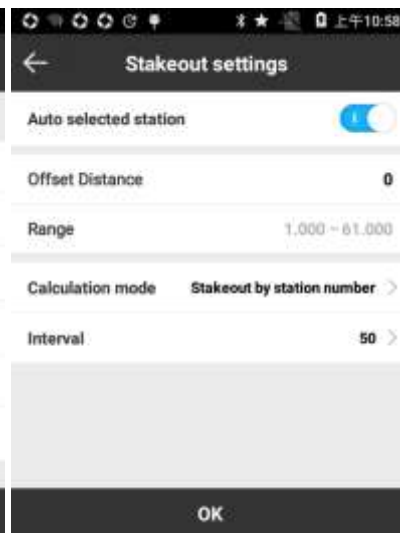 上午10:58
Stakeout settings
Auto selected station
Offset Distance 0
Range 1.000 ~ 61.000
Calculation mode Stakeout by station number
Interval 50
OK